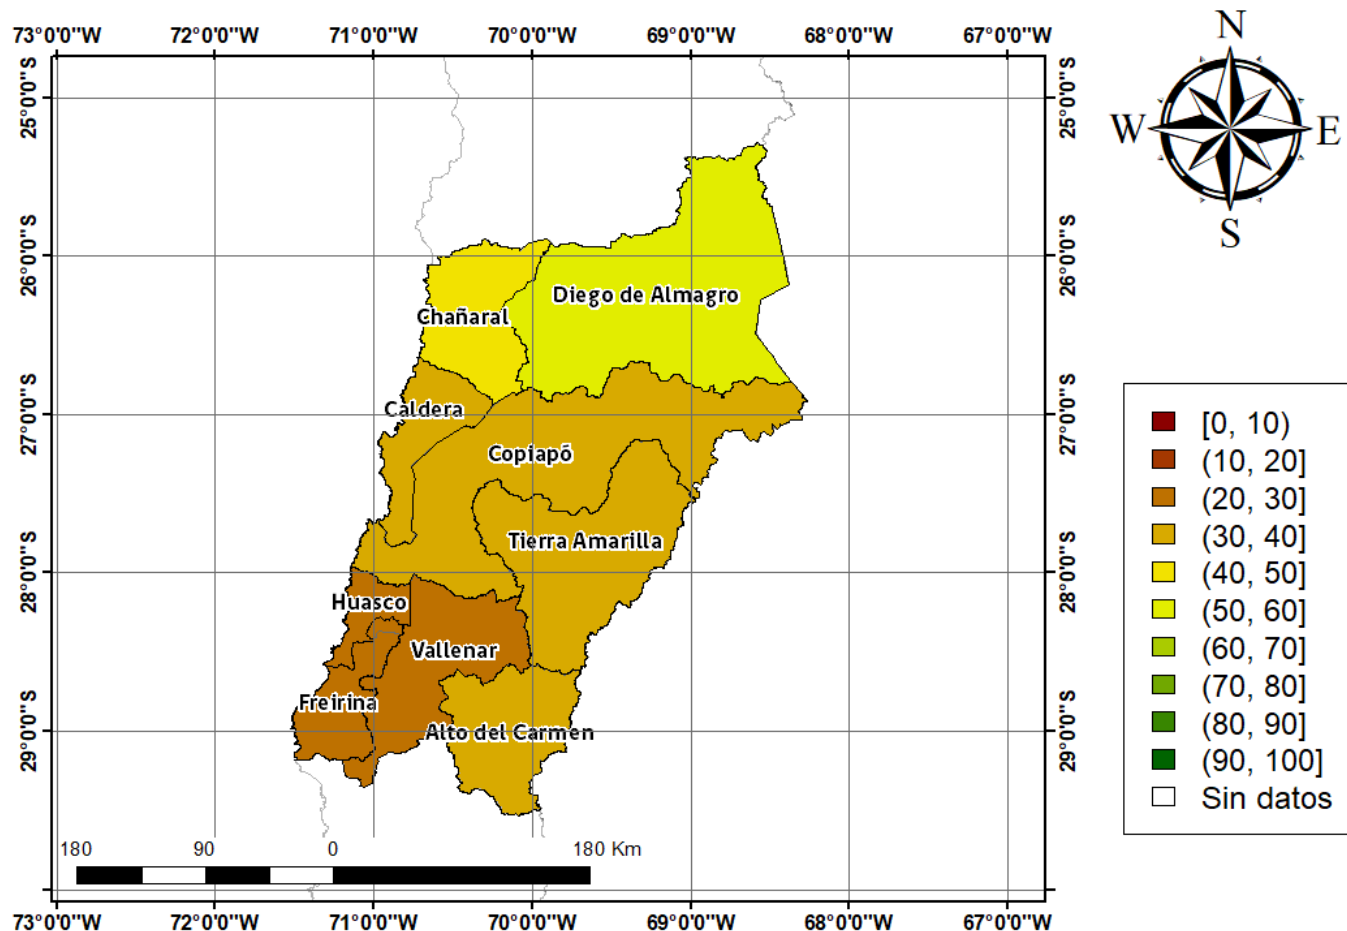 73°0'0"W 72°0'0"W 71°0'0"W 70°0'0"W 69°0'0"W 68°0'0"W 67°0'0"W
N
W E
S
25°0'0"S 25°0'0"S
26°0'0"S 26°0'0"S
27°0'0"S 27°0'0"S
28°0'0"S 28°0'0"S
29°0'0"S 29°0'0"S
Diego de Almagro
Chañaral
Caldera
Copiapó
Tierra Amarilla
Huasco
Vallenar
Freirina
Alto del Carmen
[0, 10)
(10, 20]
(20, 30]
(30, 40]
(40, 50]
(50, 60]
(60, 70]
(70, 80]
(80, 90]
(90, 100]
Sin datos
180 90 0 180 Km
73°0'0"W 72°0'0"W 71°0'0"W 70°0'0"W 69°0'0"W 68°0'0"W 67°0'0"W